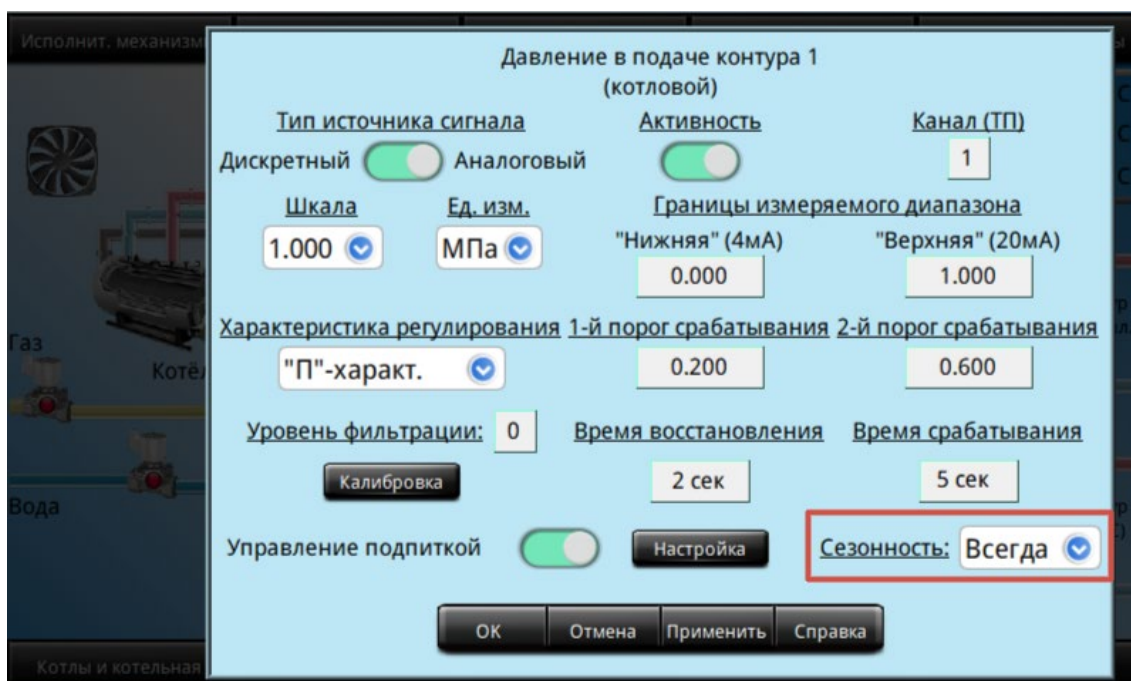 Исполнит. механизм
Давление в подаче контура 1
(котловой)
Тип источника сигнала Активность Канал (ТП)
Дискретный Аналоговый 1
Шкала Ед. изм. Границы измеряемого диапазона
"Нижняя" (4мА) "Верхняя" (20мА)
1.000 МПа 0.000 1.000
Характеристика регулирования 1-й порог срабатывания 2-й порог срабатывания
"П"-характ. 0.200 0.600
Газ
Котёл
Уровень фильтрации: 0 Время восстановления Время срабатывания
Калибровка 2 сек 5 сек
Вода
Управление подпиткой Настройка Сезонность: Всегда
ОК Отмена Применить Справка
Котлы и котельная